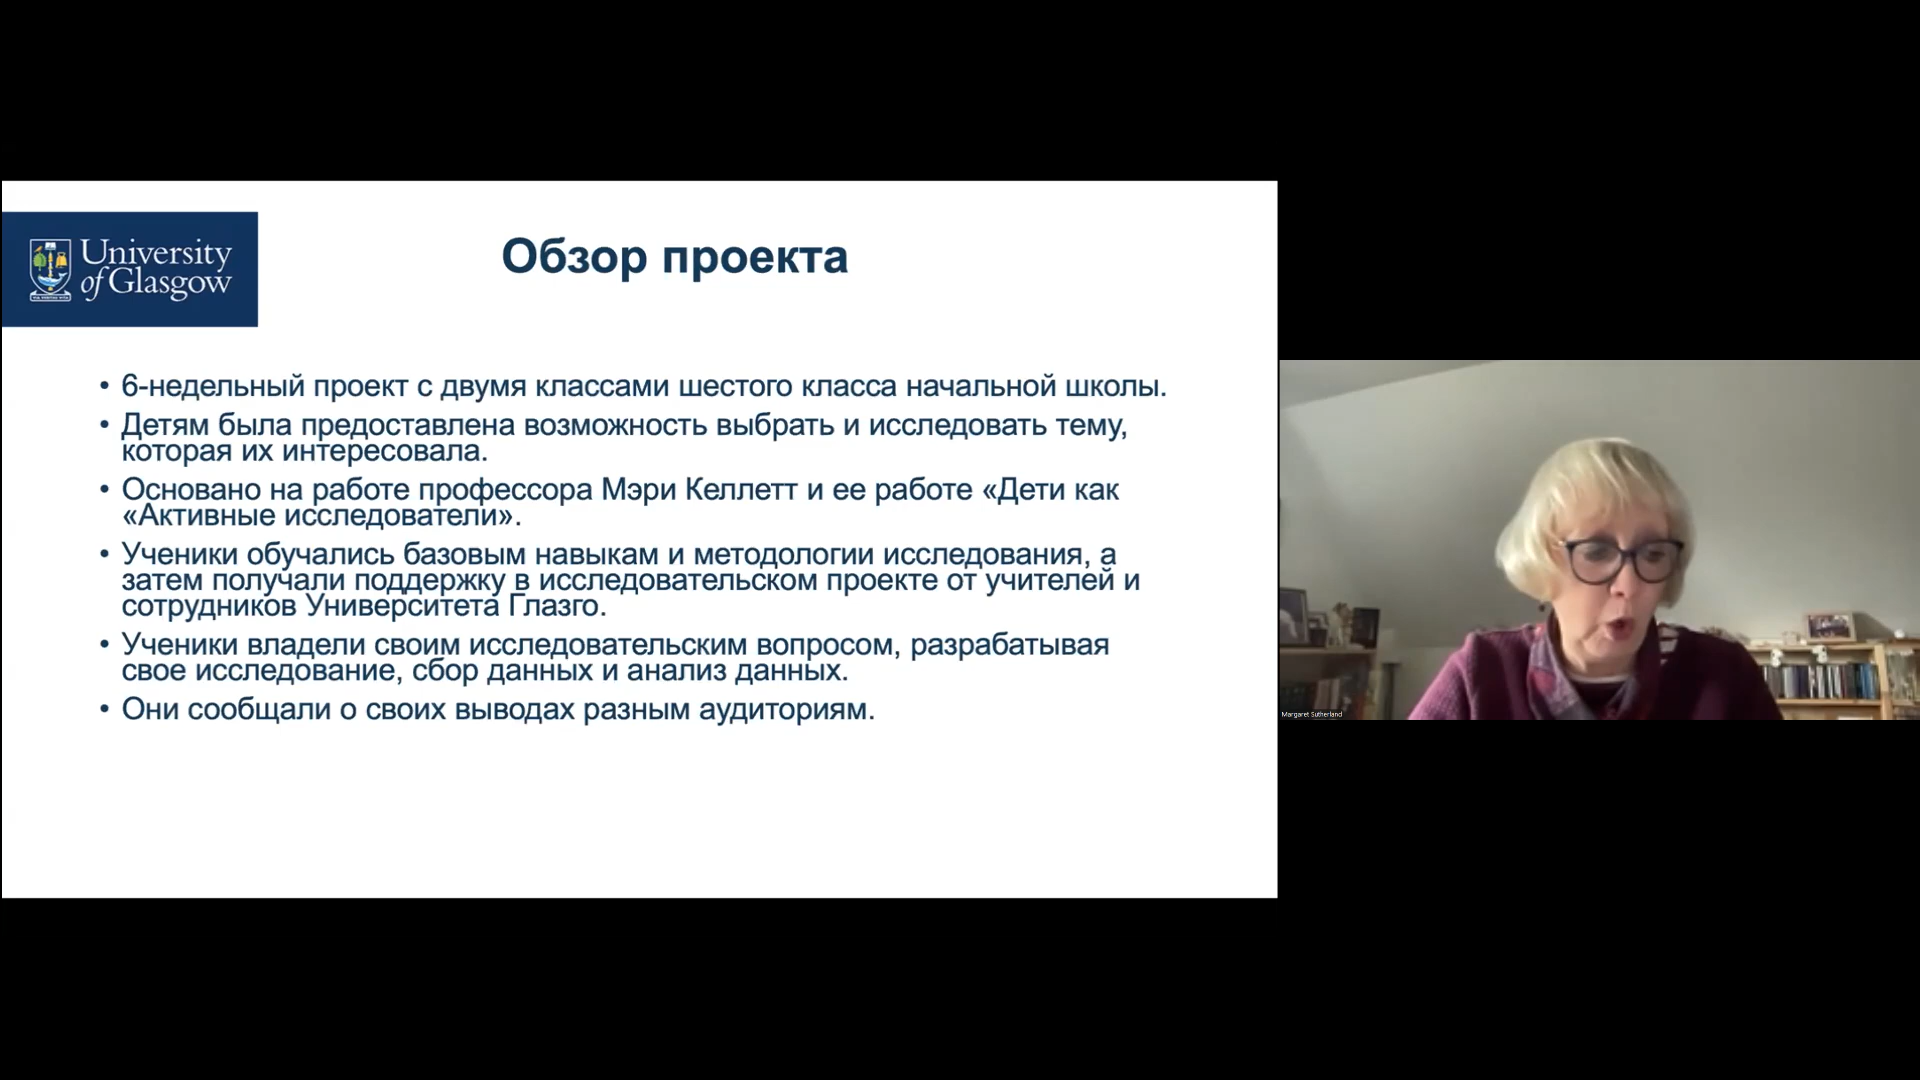 University
of Glasgow
Обзор проекта
• 6-недельный проект с двумя классами шестого класса начальной школы.
• Детям была предоставлена возможность выбрать и исследовать тему,
которая их интересовала.
• Основано на работе профессора Мэри Келлетт и ее работе «Дети как
«Активные исследователи».
• Ученики обучались базовым навыкам и методологии исследования, а
затем получали поддержку в исследовательском проекте от учителей и
сотрудников Университета Глазго.
• Ученики владели своим исследовательским вопросом, разрабатывая
свое исследование, сбор данных и анализ данных.
• Они сообщали о своих выводах разным аудиториям.
Margaret Sutherland